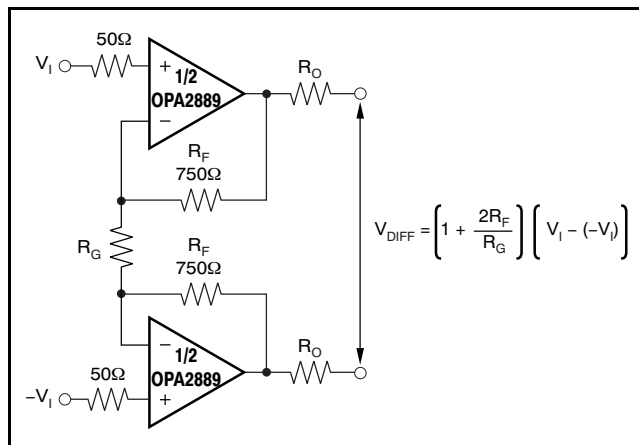 50Ω
V_I
+
1/2
OPA2889
−
R_O
R_F
750Ω
R_G
V_DIFF = (1 + 2R_F / R_G) (V_I − (−V_I))
R_F
750Ω
−
1/2
OPA2889
+
R_O
50Ω
−V_I